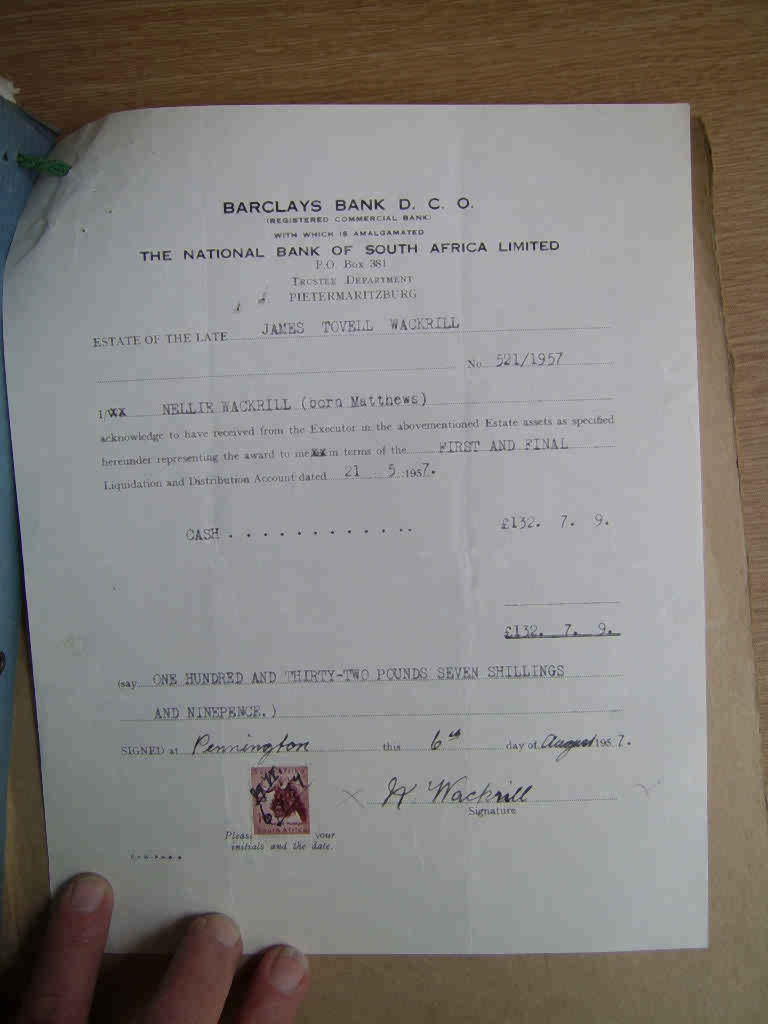 BARCLAYS BANK D. C. O.
(REGISTERED COMMERCIAL BANK)
WITH WHICH IS AMALGAMATED
THE NATIONAL BANK OF SOUTH AFRICA LIMITED
P.O. Box 381
TRUSTEE DEPARTMENT
PIETERMARITZBURG
ESTATE OF THE LATE JAMES TOVELL WACKRILL
No. 521/1957
I/xx NELLIE WACKRILL (born Matthews)
acknowledge to have received from the Executor in the abovementioned Estate assets as specified
hereunder representing the award to me/xx in terms of the FIRST AND FINAL
Liquidation and Distribution Account dated 21 5 1957.
CASH . . . . . . . . . . . . . £132. 7. 9.
£132. 7. 9.
(say ONE HUNDRED AND THIRTY-TWO POUNDS SEVEN SHILLINGS
AND NINEPENCE.)
SIGNED at Pennington this 6th day of August 1957.
N. Wackrill
Signature
South Africa
Please your
initials and the date.